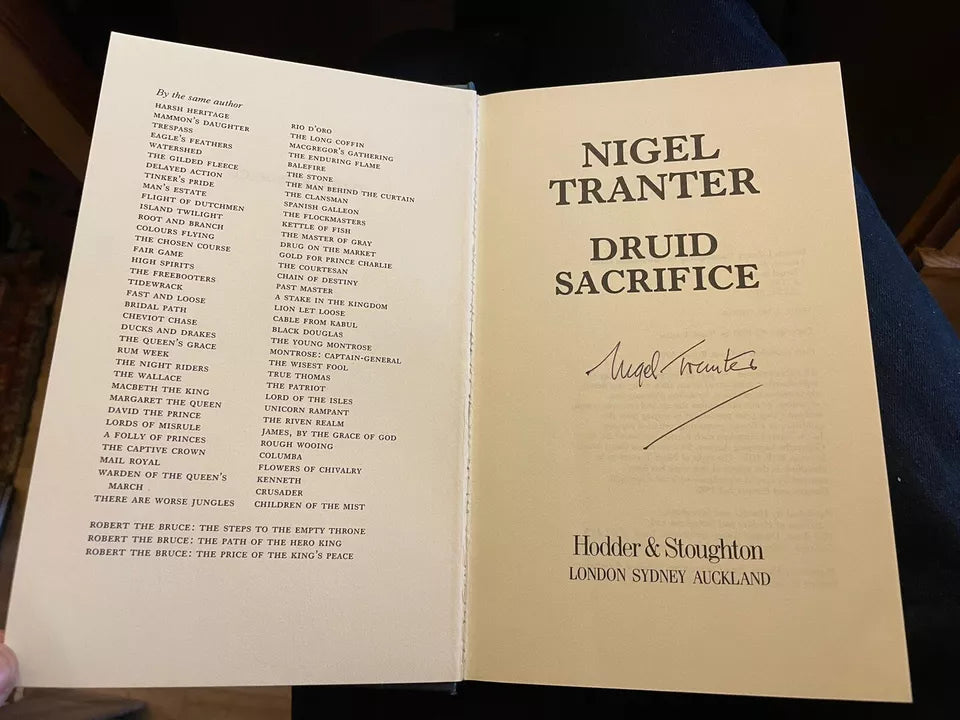 By the same author
HARSH HERITAGE
MAMMON'S DAUGHTER
TRESPASS
EAGLE'S FEATHERS
WATERSHED
THE GILDED FLEECE
DELAYED ACTION
TINKER'S PRIDE
MAN'S ESTATE
FLIGHT OF DUTCHMEN
ISLAND TWILIGHT
ROOT AND BRANCH
COLOURS FLYING
THE CHOSEN COURSE
FAIR GAME
HIGH SPIRITS
THE FREEBOOTERS
TIDEWRACK
FAST AND LOOSE
BRIDAL PATH
CHEVIOT CHASE
DUCKS AND DRAKES
THE QUEEN'S GRACE
RUM WEEK
THE NIGHT RIDERS
THE WALLACE
MACBETH THE KING
MARGARET THE QUEEN
DAVID THE PRINCE
LORDS OF MISRULE
A FOLLY OF PRINCES
THE CAPTIVE CROWN
MAIL ROYAL
WARDEN OF THE QUEEN'S
MARCH
THERE ARE WORSE JUNGLES
RIO D'ORO
THE LONG COFFIN
MACGREGOR'S GATHERING
THE ENDURING FLAME
BALEFIRE
THE STONE
THE MAN BEHIND THE CURTAIN
THE CLANSMAN
SPANISH GALLEON
THE FLOCKMASTERS
KETTLE OF FISH
THE MASTER OF GRAY
DRUG ON THE MARKET
GOLD FOR PRINCE CHARLIE
THE COURTESAN
CHAIN OF DESTINY
PAST MASTER
A STAKE IN THE KINGDOM
LION LET LOOSE
CABLE FROM KABUL
BLACK DOUGLAS
THE YOUNG MONTROSE
MONTROSE: CAPTAIN-GENERAL
THE WISEST FOOL
TRUE THOMAS
THE PATRIOT
LORD OF THE ISLES
UNICORN RAMPANT
THE RIVEN REALM
JAMES, BY THE GRACE OF GOD
ROUGH WOOING
COLUMBA
FLOWERS OF CHIVALRY
KENNETH
CRUSADER
CHILDREN OF THE MIST
ROBERT THE BRUCE: THE STEPS TO THE EMPTY THRONE
ROBERT THE BRUCE: THE PATH OF THE HERO KING
ROBERT THE BRUCE: THE PRICE OF THE KING'S PEACE
NIGEL
TRANTER
DRUID
SACRIFICE
Nigel Tranter
Hodder & Stoughton
LONDON SYDNEY AUCKLAND